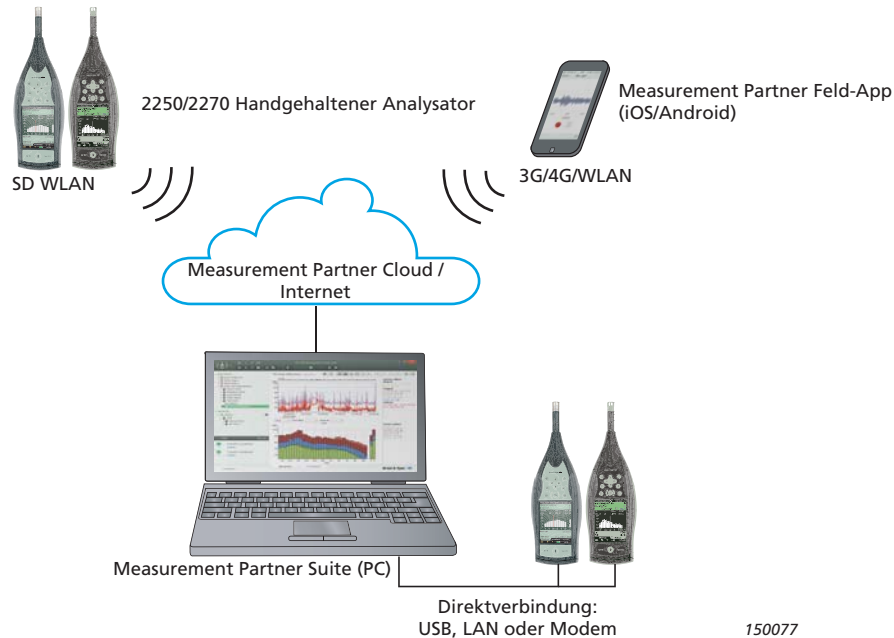 2250/2270 Handgehaltener Analysator
Measurement Partner Feld-App
(iOS/Android)
SD WLAN
3G/4G/WLAN
Measurement Partner Cloud /
Internet
Measurement Partner Suite (PC)
Direktverbindung:
USB, LAN oder Modem
150077